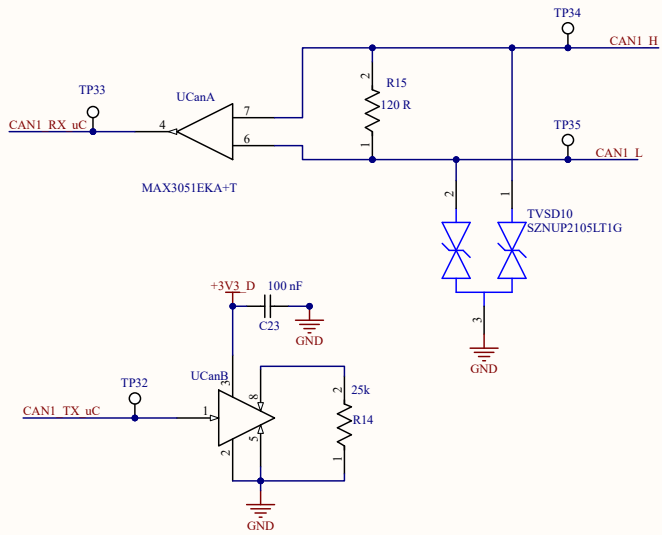 TP34
CAN1_H
TP33
UCanA
2
R15
120 R
7
CAN1_RX_uC
4
TP35
6
1
CAN1_L
MAX3051EKA+T
2
1
TVSD10
SZNUP2105LT1G
+3V3_D
100 nF
C23
GND
3
GND
TP32
UCanB
3
8
2
25k
CAN1_TX_uC
1
R14
2
5
1
GND